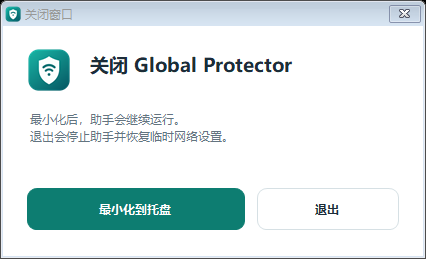 关闭窗口
关闭 Global Protector
最小化后，助手会继续运行。
退出会停止助手并恢复临时网络设置。
最小化到托盘
退出